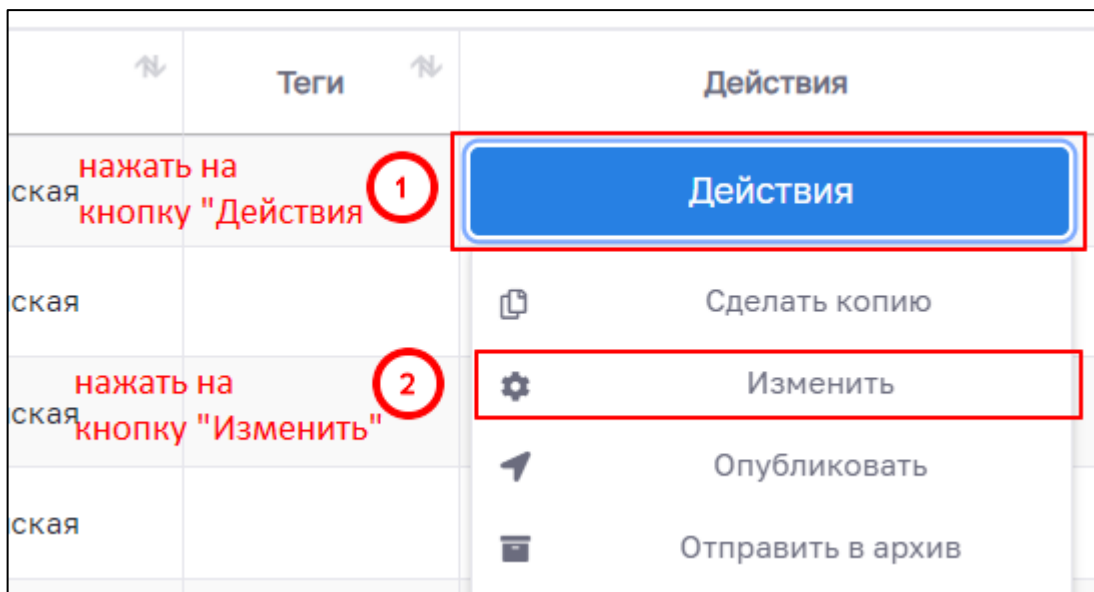 Теги
Действия
нажать на
ская
кнопку "Действия
1
Действия
ская
Сделать копию
нажать на
ская
кнопку "Изменить"
2
Изменить
Опубликовать
ская
Отправить в архив